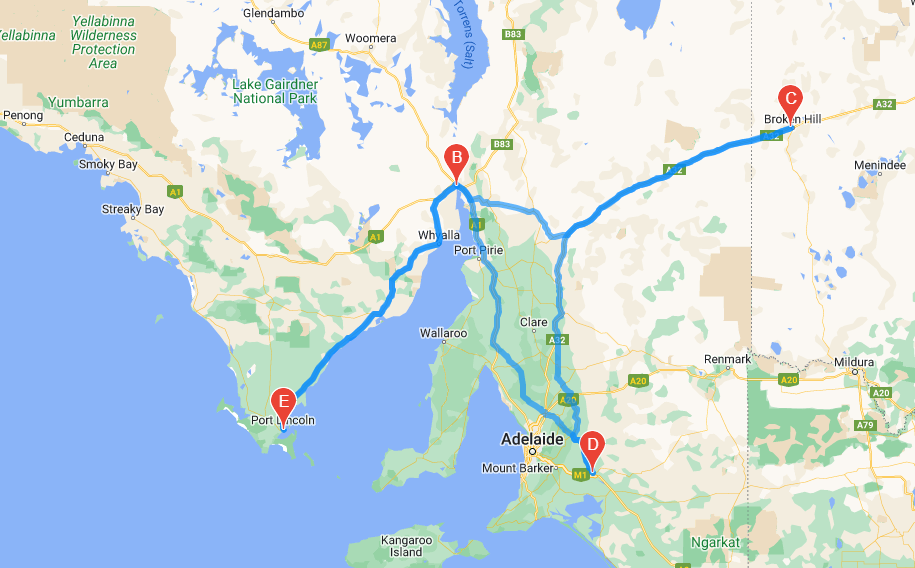 Glendambo
Torrens (Salt)
B83
W
Yellabinna
Wilderness
Protection
Area
ellabinna
A87
Woomera
Lake Gairdner
National Park
C
Yumbarra
Penong
Broken Hill
A32
A32
Ceduna
B83
B
Smoky Bay
A32
Menindee
A1
Streaky Bay
A1
A1
Whyalla
Port Pirie
Wallaroo
Clare
A32
Renmark
Mildura
A20
A20
A20
E
A20
Port Lincoln
A79
Adelaide
D
Mount Barker
M1
Kangaroo
Island
Ngarkat